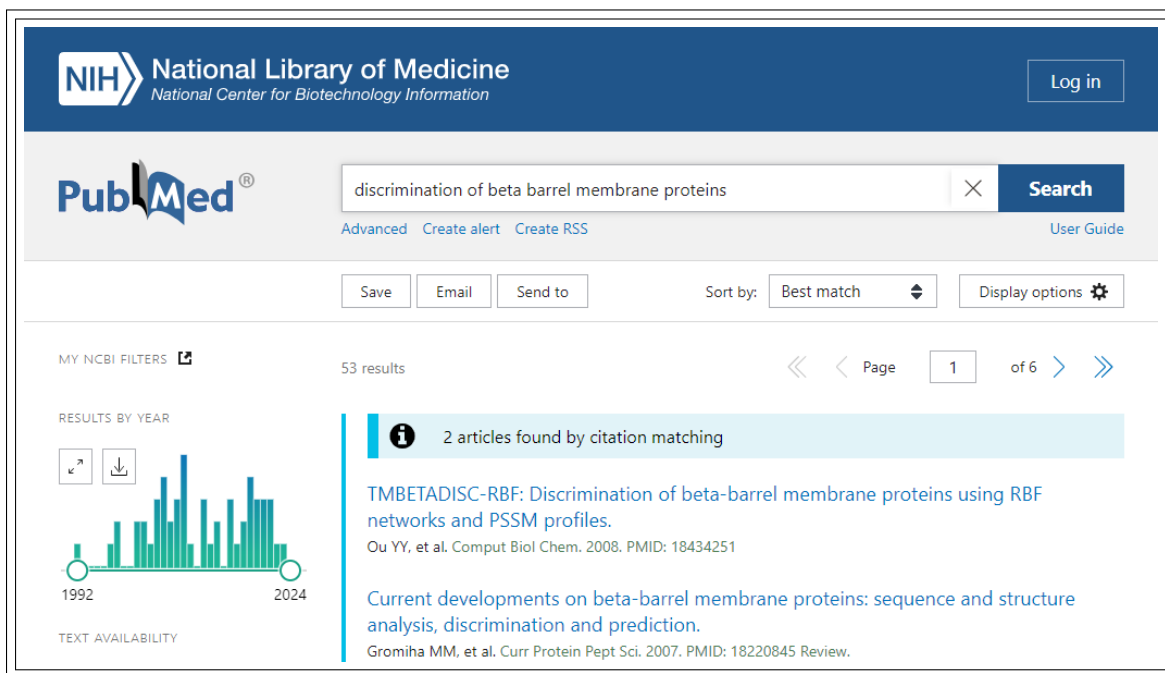 NIH National Library of Medicine
National Center for Biotechnology Information
Log in
PubMed®
discrimination of beta barrel membrane proteins
Search
Advanced Create alert Create RSS
User Guide
Save Email Send to
Sort by: Best match
Display options
MY NCBI FILTERS
53 results
Page 1 of 6
RESULTS BY YEAR
1992 2024
TEXT AVAILABILITY
2 articles found by citation matching
TMBETADISC-RBF: Discrimination of beta-barrel membrane proteins using RBF
networks and PSSM profiles.
Ou YY, et al. Comput Biol Chem. 2008. PMID: 18434251
Current developments on beta-barrel membrane proteins: sequence and structure
analysis, discrimination and prediction.
Gromiha MM, et al. Curr Protein Pept Sci. 2007. PMID: 18220845 Review.